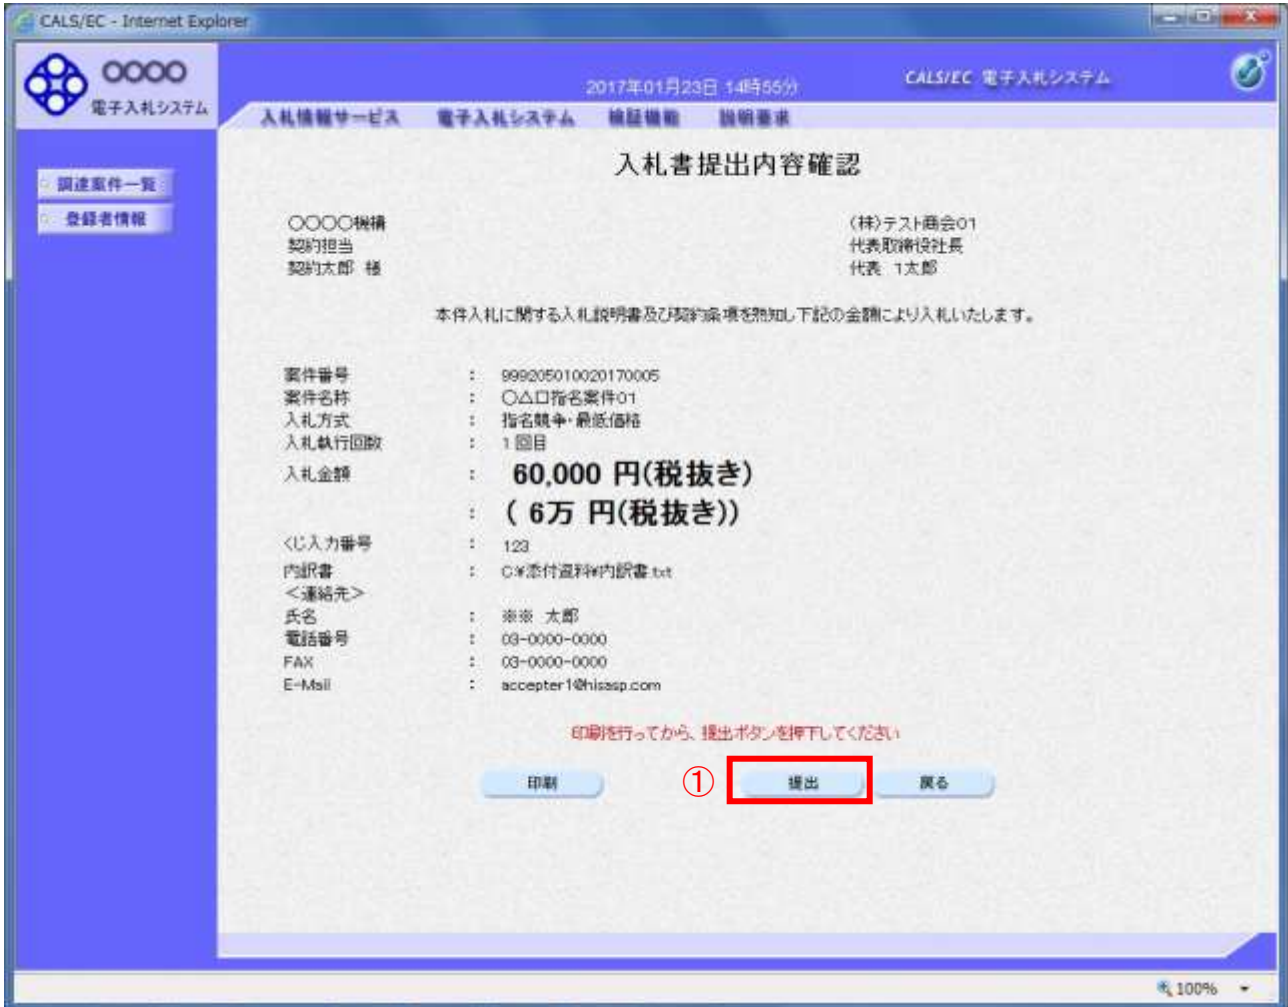 CALS/EC - Internet Explorer
〇〇〇〇
電子入札システム
2017年01月23日 14時55分
CALS/EC 電子入札システム
入札情報サービス 電子入札システム 検証機能 説明要求
調達案件一覧
登録者情報
入札書提出内容確認
〇〇〇〇機構
契約担当
契約太郎 様
(株)テスト商会01
代表取締役社長
代表 1太郎
本件入札に関する入札説明書及び契約条項を熟知し下記の金額により入札いたします。
案件番号 : 999205010020170005
案件名称 : 〇△口指名案件01
入札方式 : 指名競争・最低価格
入札執行回数 : 1回目
入札金額 : 60,000 円(税抜き)
: ( 6万 円(税抜き))
くじ入力番号 : 123
内訳書 : C:¥添付資料¥内訳書.txt
<連絡先>
氏名 : ※※ 太郎
電話番号 : 03-0000-0000
FAX : 03-0000-0000
E-Mail : accepter1@hisasp.com
印刷を行ってから、提出ボタンを押下してください
印刷 ① 提出 戻る
100%